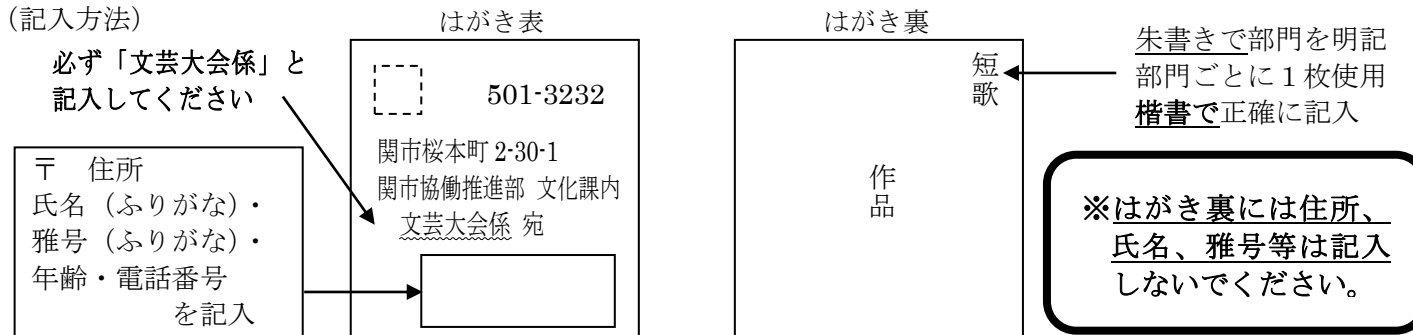 （記入方法）
必ず「文芸大会係」と
記入してください
〒　住所
氏名（ふりがな）・
雅号（ふりがな）・
年齢・電話番号
を記入
はがき表
501-3232
関市桜本町 2-30-1
関市協働推進部 文化課内
文芸大会係 宛
はがき裏
短歌
作品
朱書きで部門を明記
部門ごとに１枚使用
楷書で正確に記入
※はがき裏には住所、
氏名、雅号等は記入
しないでください。